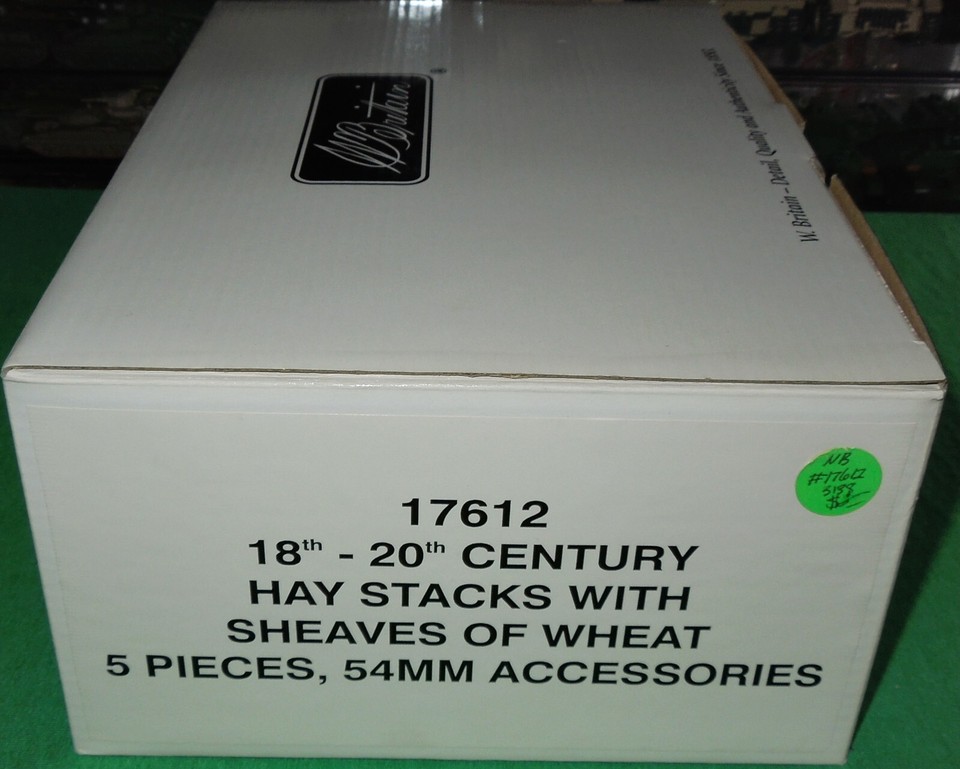 W Britain ®
W. Britain – Detail, Quality and Authenticity Since 1893
17612
18th - 20th CENTURY
HAY STACKS WITH
SHEAVES OF WHEAT
5 PIECES, 54MM ACCESSORIES
#17612